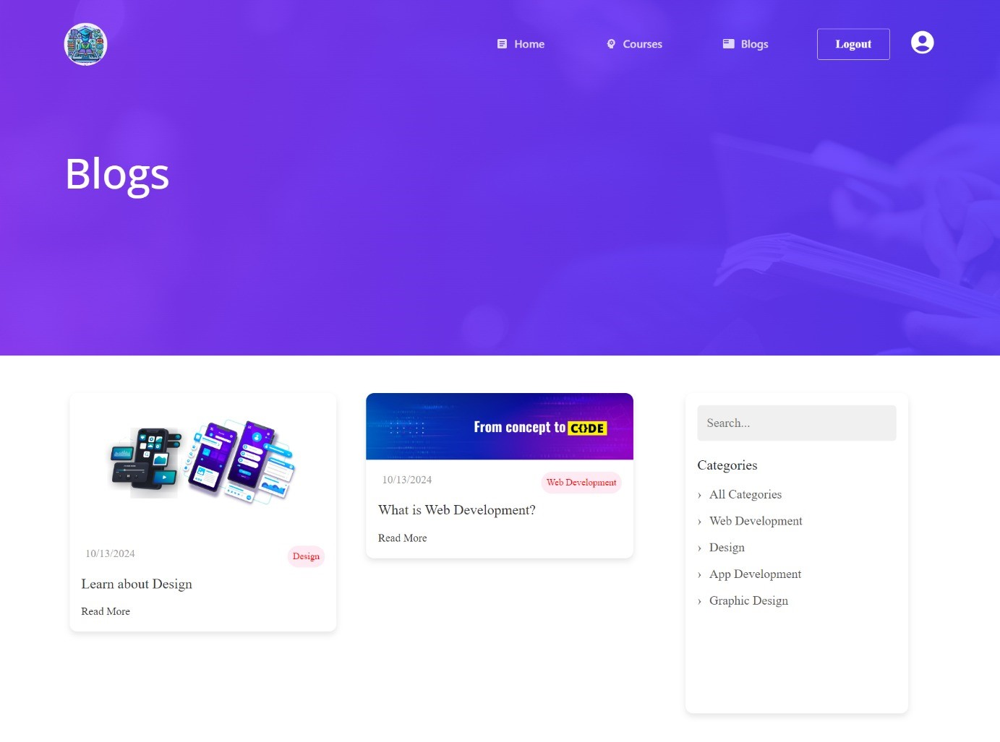 Home
Courses
Blogs
Logout
Blogs
10/13/2024
Design
Learn about Design
Read More
From concept to CODE
10/13/2024
Web Development
What is Web Development?
Read More
Search...
Categories
› All Categories
› Web Development
› Design
› App Development
› Graphic Design